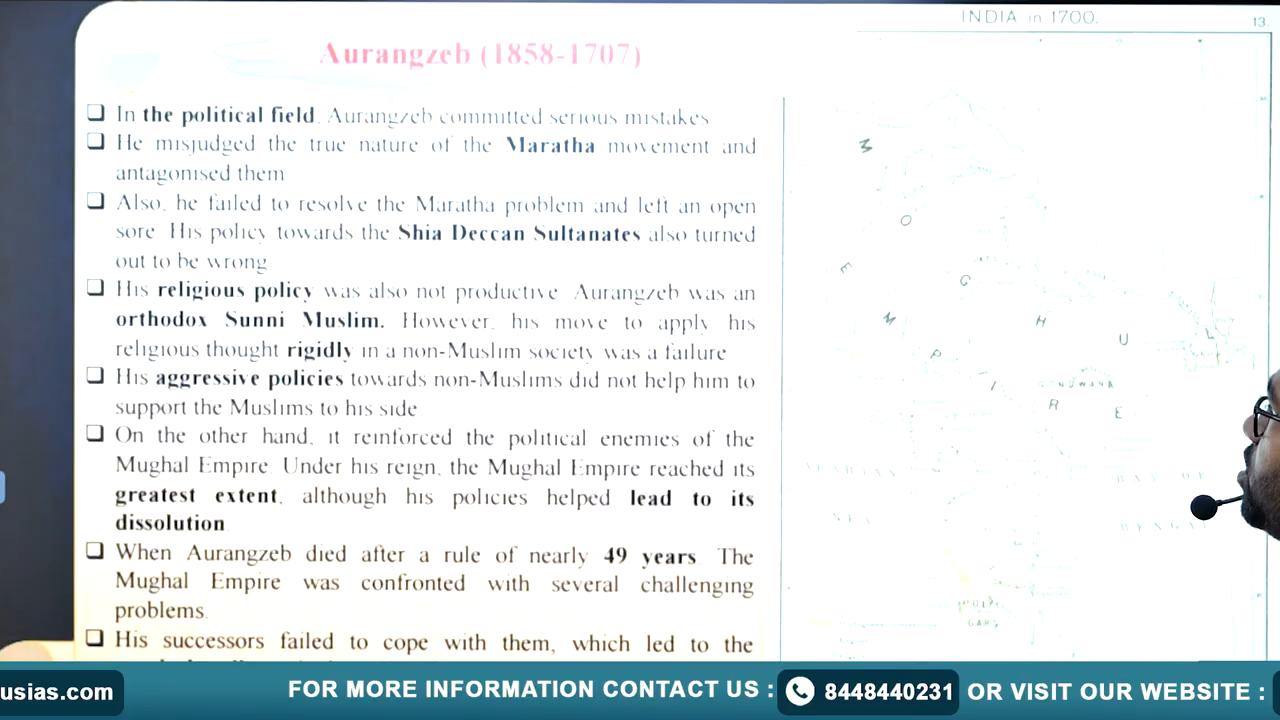 INDIA in 1700.
13.
Aurangzeb (1858-1707)
In the political field, Aurangzeb committed serious mistakes
He misjudged the true nature of the Maratha movement and
antagonised them
Also, he failed to resolve the Maratha problem and left an open
sore. His policy towards the Shia Deccan Sultanates also turned
out to be wrong
His religious policy was also not productive. Aurangzeb was an
orthodox Sunni Muslim. However, his move to apply his
religious thought rigidly in a non-Muslim society was a failure
His aggressive policies towards non-Muslims did not help him to
support the Muslims to his side
On the other hand, it reinforced the political enemies of the
Mughal Empire. Under his reign, the Mughal Empire reached its
greatest extent, although his policies helped lead to its
dissolution
When Aurangzeb died after a rule of nearly 49 years. The
Mughal Empire was confronted with several challenging
problems.
His successors failed to cope with them, which led to the
MOGHUL
EMPIRE
GONDWANA
ARABIAN
SEA
BAY OF
BENGAL
usias.com
FOR MORE INFORMATION CONTACT US :
8448440231
OR VISIT OUR WEBSITE :